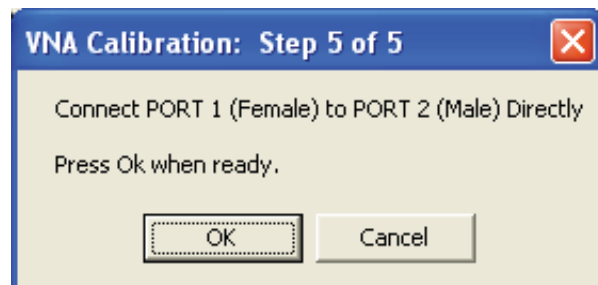 VNA Calibration: Step 5 of 5
Connect PORT 1 (Female) to PORT 2 (Male) Directly
Press Ok when ready.
OK
Cancel